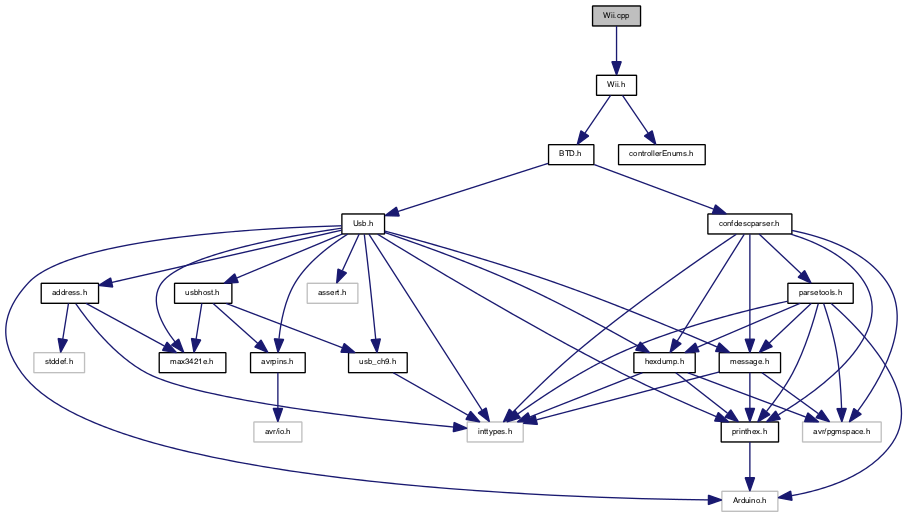 Wii.cpp
Wii.h
BTD.h
controllerEnums.h
Usb.h
confdescparser.h
address.h
usbhost.h
assert.h
parsetools.h
stddef.h
max3421e.h
avrpins.h
usb_ch9.h
hexdump.h
message.h
avr/io.h
inttypes.h
printhex.h
avr/pgmspace.h
Arduino.h